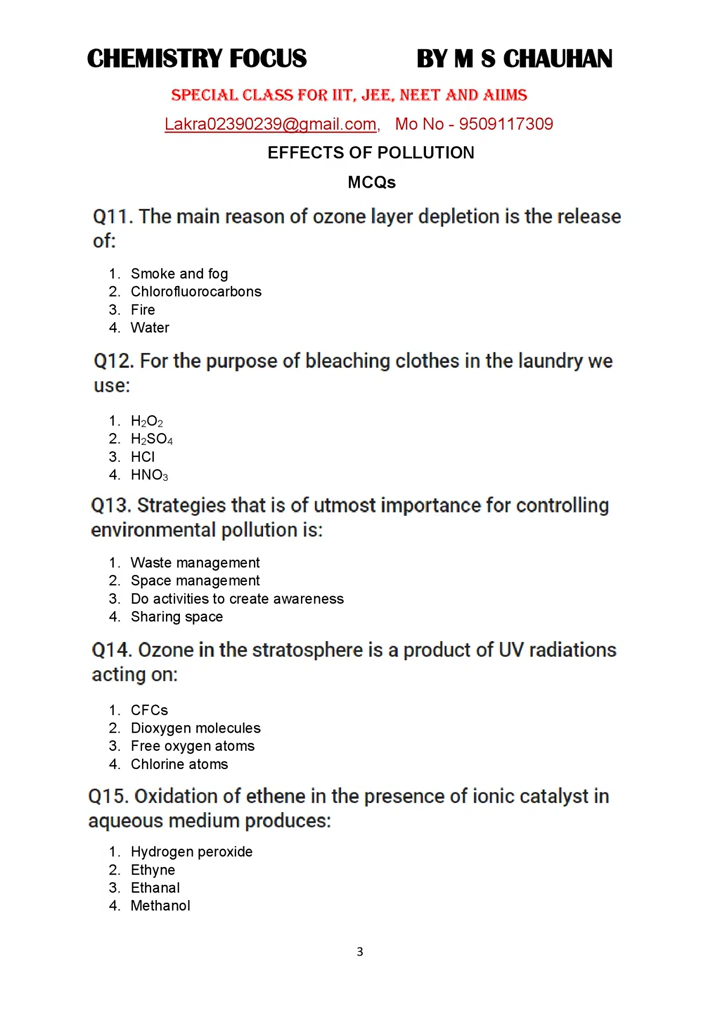 CHEMISTRY FOCUS BY M S CHAUHAN
SPECIAL CLASS FOR IIT, JEE, NEET AND AIIMS
Lakra02390239@gmail.com, Mo No - 9509117309
EFFECTS OF POLLUTION
MCQs
Q11. The main reason of ozone layer depletion is the release
of:
1. Smoke and fog
2. Chlorofluorocarbons
3. Fire
4. Water
Q12. For the purpose of bleaching clothes in the laundry we
use:
1. H₂O₂
2. H₂SO₄
3. HCl
4. HNO₃
Q13. Strategies that is of utmost importance for controlling
environmental pollution is:
1. Waste management
2. Space management
3. Do activities to create awareness
4. Sharing space
Q14. Ozone in the stratosphere is a product of UV radiations
acting on:
1. CFCs
2. Dioxygen molecules
3. Free oxygen atoms
4. Chlorine atoms
Q15. Oxidation of ethene in the presence of ionic catalyst in
aqueous medium produces:
1. Hydrogen peroxide
2. Ethyne
3. Ethanal
4. Methanol
3